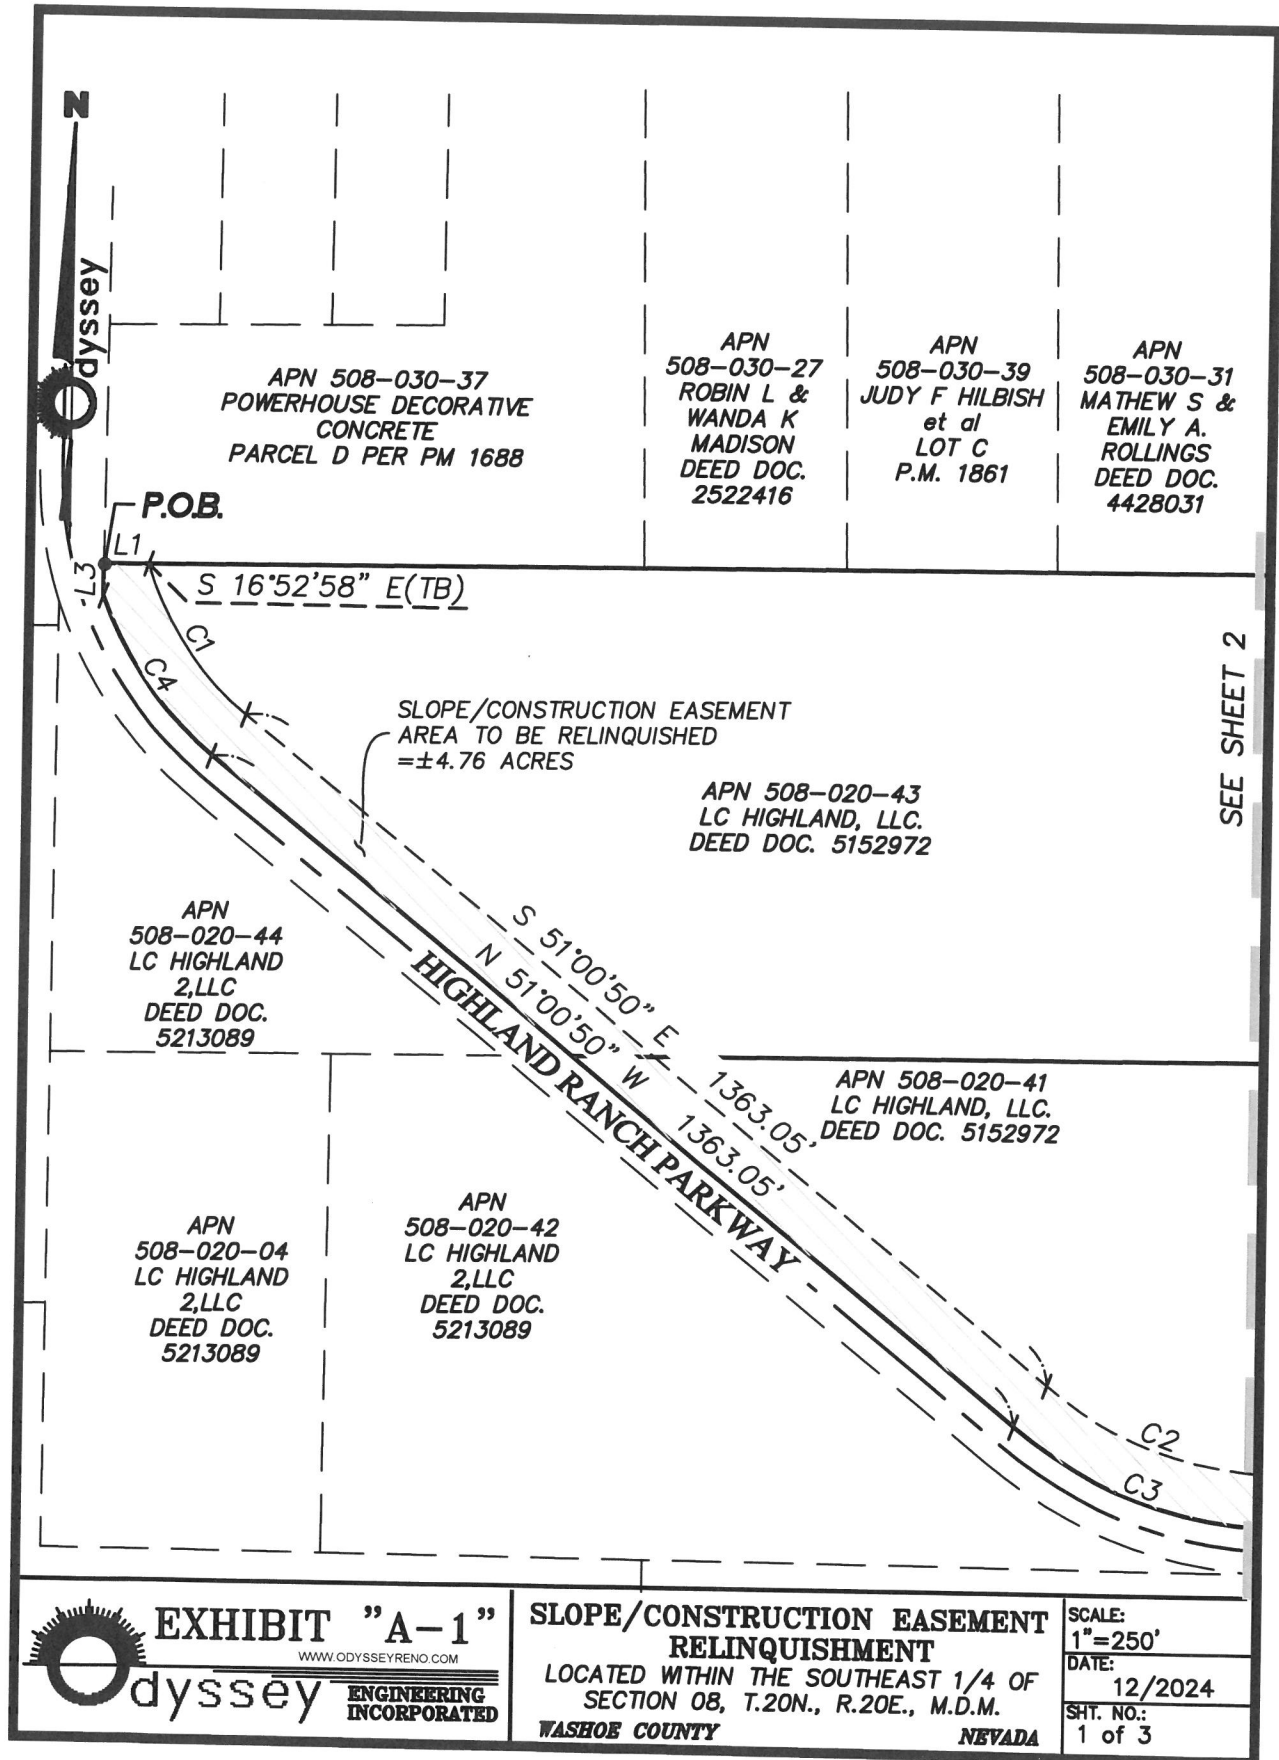 N
Odyssey
APN 508-030-37
POWERHOUSE DECORATIVE
CONCRETE
PARCEL D PER PM 1688
APN
508-030-27
ROBIN L &
WANDA K
MADISON
DEED DOC.
2522416
APN
508-030-39
JUDY F HILBISH
et al
LOT C
P.M. 1861
APN
508-030-31
MATHEW S &
EMILY A.
ROLLINGS
DEED DOC.
4428031
P.O.B.
L1
L3
S 16°52'58" E(TB)
C1
C4
SLOPE/CONSTRUCTION EASEMENT
AREA TO BE RELINQUISHED
=±4.76 ACRES
SEE SHEET 2
APN 508-020-43
LC HIGHLAND, LLC.
DEED DOC. 5152972
APN
508-020-44
LC HIGHLAND
2,LLC
DEED DOC.
5213089
S 51°00'50" E 1363.05'
N 51°00'50" W 1363.05'
HIGHLAND RANCH PARKWAY
APN 508-020-41
LC HIGHLAND, LLC.
DEED DOC. 5152972
APN
508-020-04
LC HIGHLAND
2,LLC
DEED DOC.
5213089
APN
508-020-42
LC HIGHLAND
2,LLC
DEED DOC.
5213089
C2
C3
EXHIBIT "A-1"
WWW.ODYSSEYRENO.COM
Odyssey
ENGINEERING
INCORPORATED
SLOPE/CONSTRUCTION EASEMENT
RELINQUISHMENT
LOCATED WITHIN THE SOUTHEAST 1/4 OF
SECTION 08, T.20N., R.20E., M.D.M.
WASHOE COUNTY NEVADA
SCALE:
1"=250'
DATE:
12/2024
SHT. NO.:
1 of 3